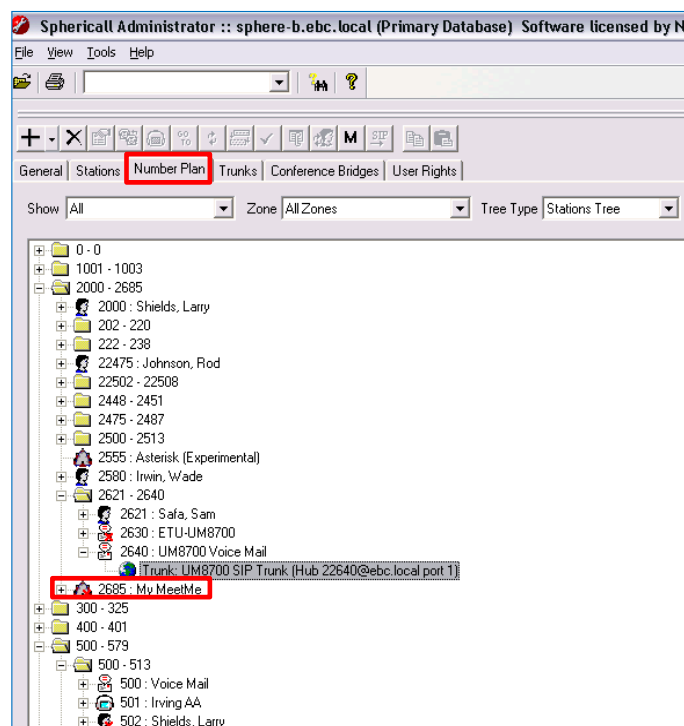 Sphericall Administrator :: sphere-b.ebc.local (Primary Database)  Software licensed by N
File View Tools Help
GO TO M SIP
General Stations Number Plan Trunks Conference Bridges User Rights
Show All Zone All Zones Tree Type Stations Tree
0 - 0
1001 - 1003
2000 - 2685
2000 : Shields, Larry
202 - 220
222 - 238
22475 : Johnson, Rod
22502 - 22508
2448 - 2451
2475 - 2487
2500 - 2513
2555 : Asterisk (Experimental)
2580 : Irwin, Wade
2621 - 2640
2621 : Safa, Sam
2630 : ETU-UM8700
2640 : UM8700 Voice Mail
Trunk: UM8700 SIP Trunk (Hub 22640@ebc.local port 1)
2685 : My MeetMe
300 - 325
400 - 401
500 - 579
500 - 513
500 : Voice Mail
501 : Irving AA
502 : Shields, Larry